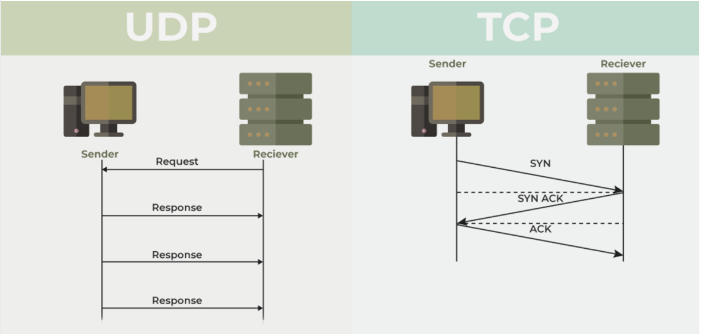 UDP
Sender
Reciever
Request
Response
Response
Response
TCP
Sender
Reciever
SYN
SYN ACK
ACK